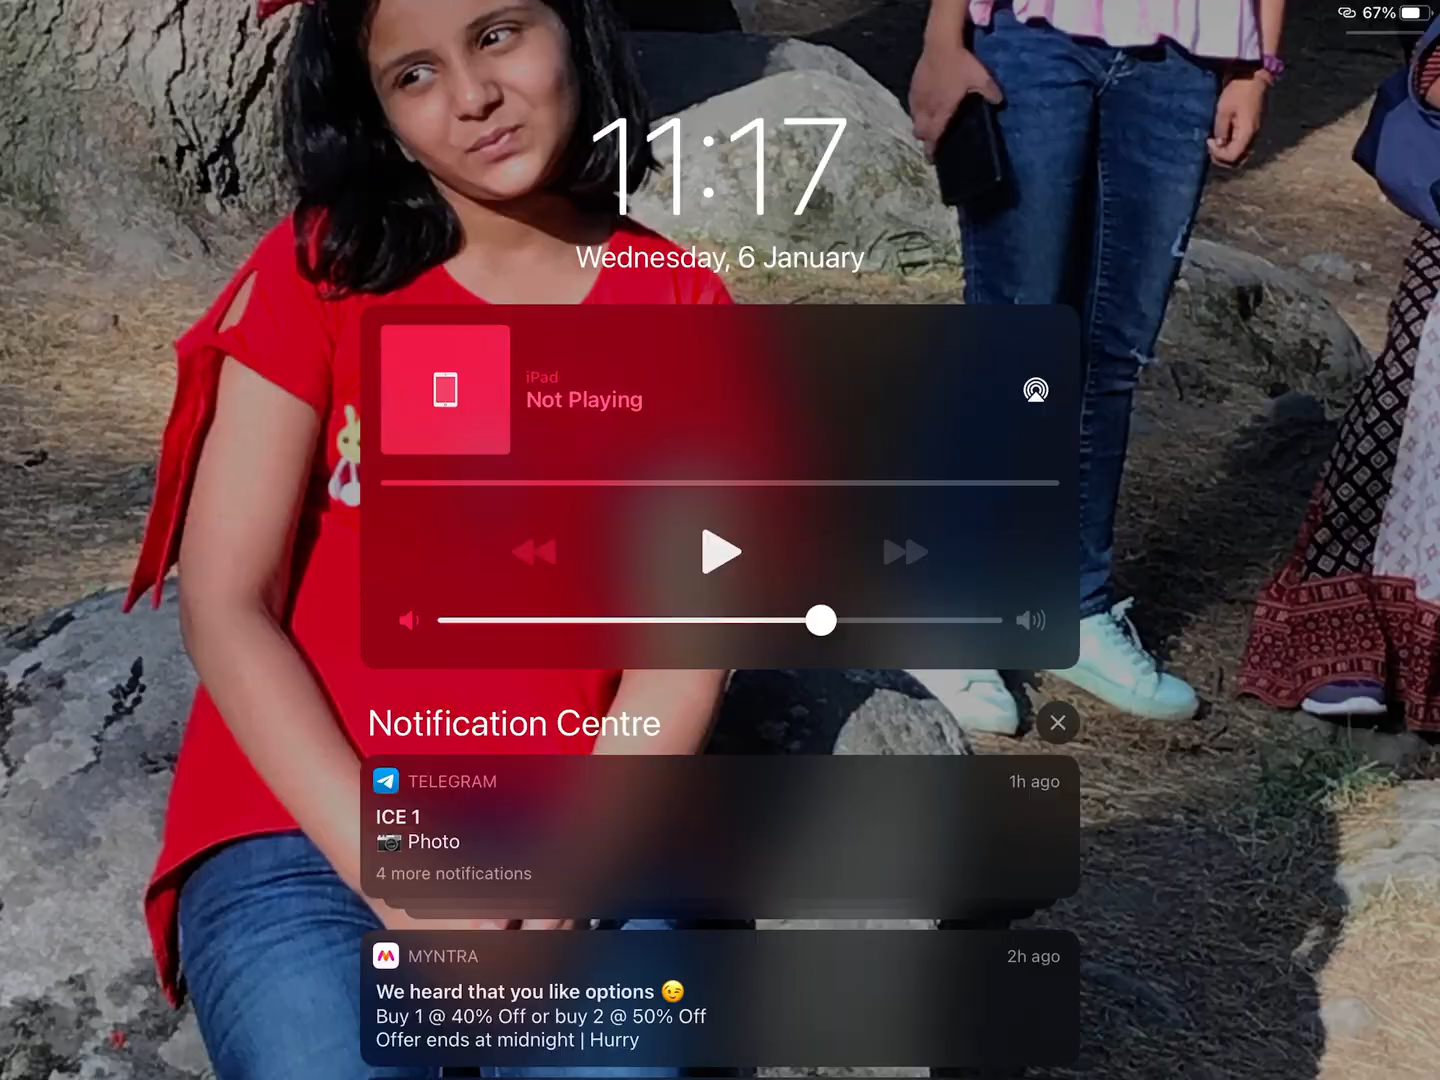 67%
11:17
Wednesday, 6 January
iPad
Not Playing
Notification Centre
TELEGRAM 1h ago
ICE 1
📷 Photo
4 more notifications
MYNTRA 2h ago
We heard that you like options 😉
Buy 1 @ 40% Off or buy 2 @ 50% Off
Offer ends at midnight | Hurry